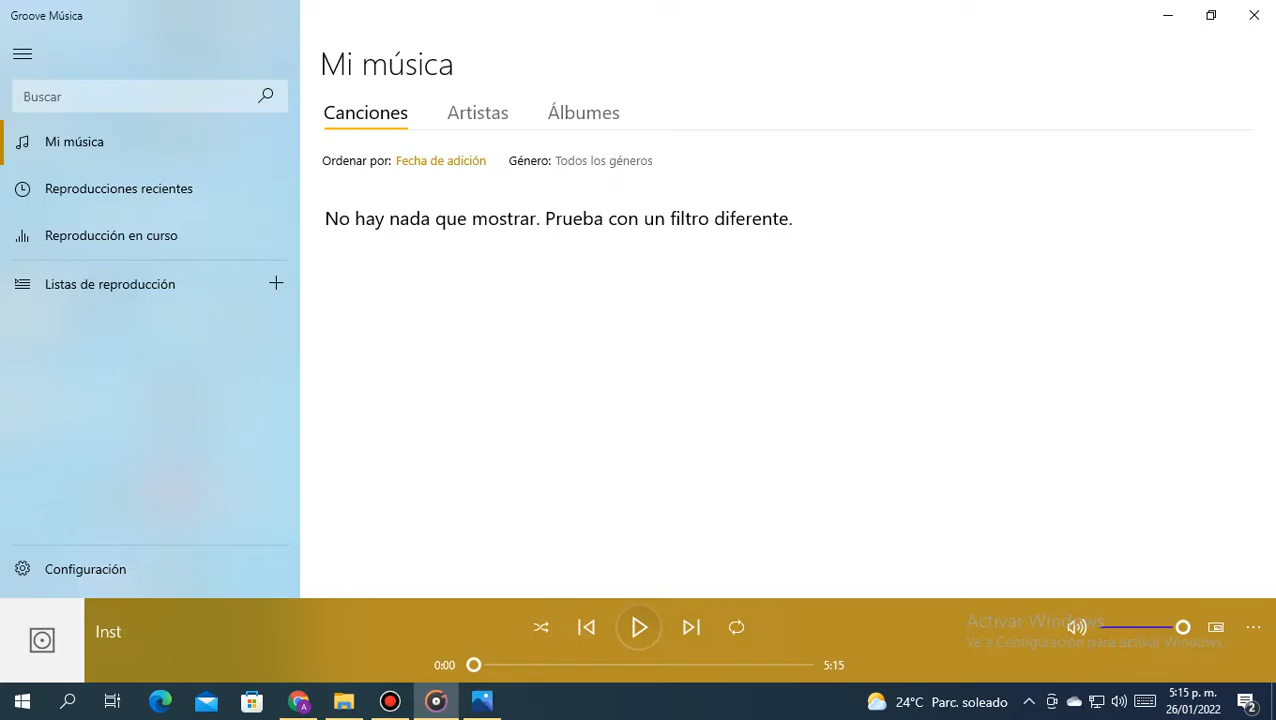 Groove Música
Buscar
Mi música
Reproducciones recientes
Reproducción en curso
Listas de reproducción
Configuración
Mi música
Canciones Artistas Álbumes
Ordenar por: Fecha de adición Género: Todos los géneros
No hay nada que mostrar. Prueba con un filtro diferente.
Inst
0:00
5:15
Activar Windows
Ve a Configuración para activar Windows.
24°C Parc. soleado
5:15 p. m.
26/01/2022
2